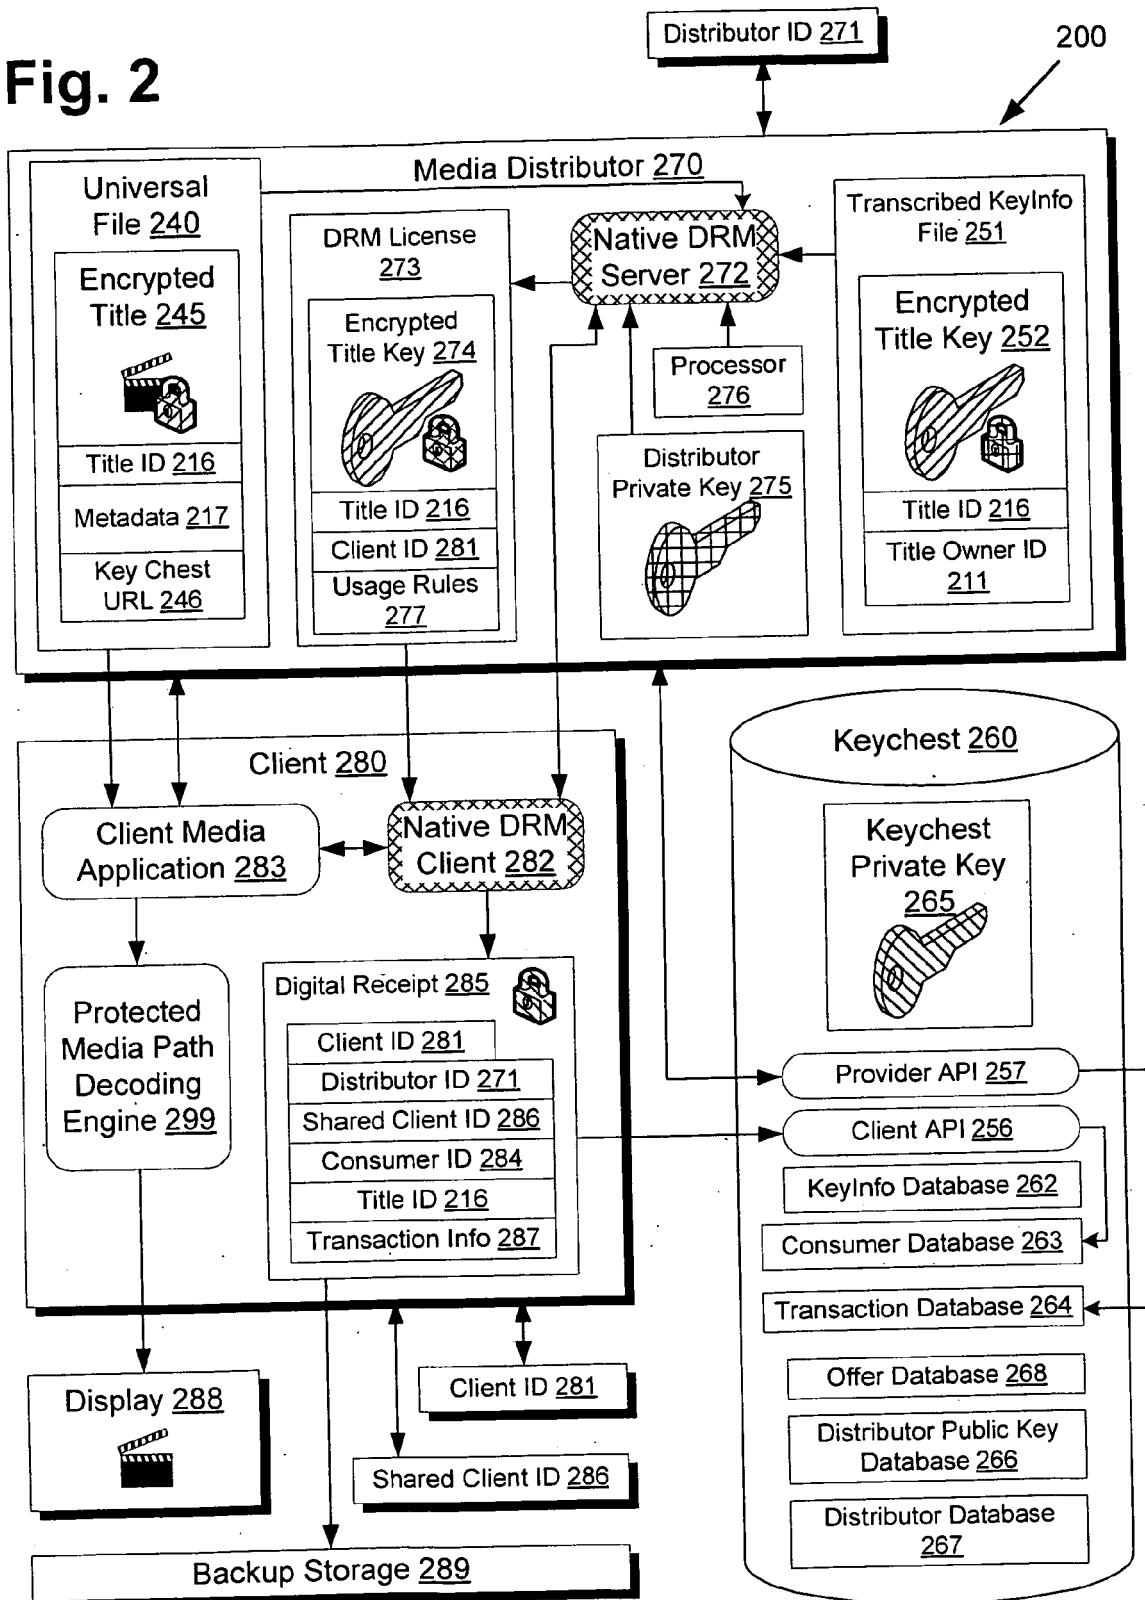 Fig. 2
Distributor ID 271
200
Media Distributor 270
Universal
File 240
Encrypted
Title 245
Title ID 216
Metadata 217
Key Chest
URL 246
DRM License
273
Encrypted
Title Key 274
Title ID 216
Client ID 281
Usage Rules
277
Native DRM
Server 272
Processor
276
Distributor
Private Key 275
Transcribed KeyInfo
File 251
Encrypted
Title Key 252
Title ID 216
Title Owner ID
211
Client 280
Client Media
Application 283
Native DRM
Client 282
Protected
Media Path
Decoding
Engine 299
Digital Receipt 285
Client ID 281
Distributor ID 271
Shared Client ID 286
Consumer ID 284
Title ID 216
Transaction Info 287
Display 288
Client ID 281
Shared Client ID 286
Backup Storage 289
Keychest 260
Keychest
Private Key
265
Provider API 257
Client API 256
KeyInfo Database 262
Consumer Database 263
Transaction Database 264
Offer Database 268
Distributor Public Key
Database 266
Distributor Database
267